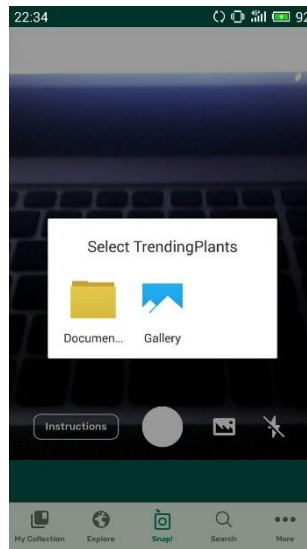 22:34
92
Select TrendingPlants
Documen...
Gallery
Instructions
My Collection
Explore
Snap!
Search
More